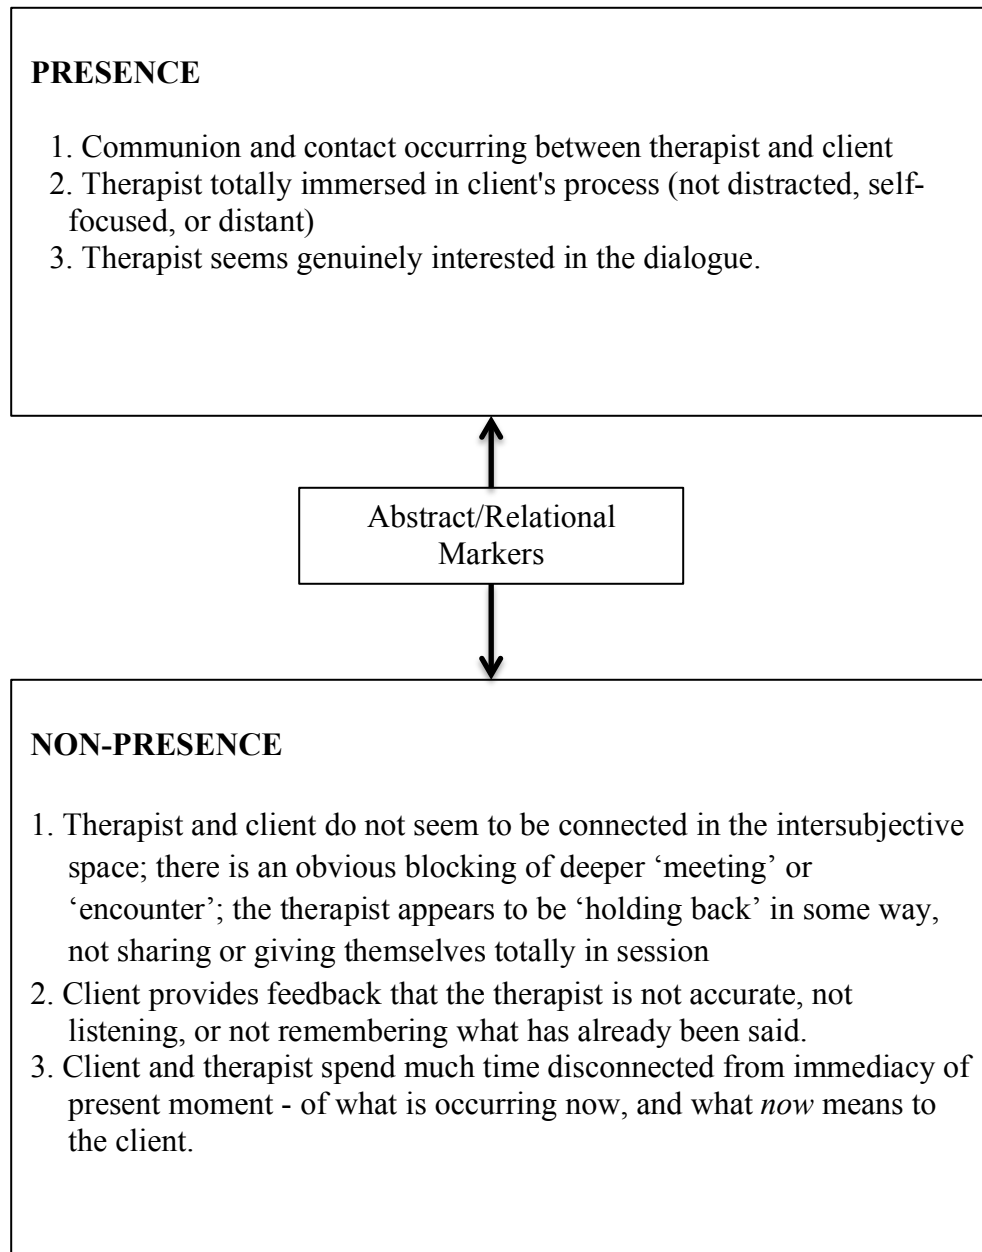 PRESENCE
1. Communion and contact occurring between therapist and client
2. Therapist totally immersed in client's process (not distracted, self-
focused, or distant)
3. Therapist seems genuinely interested in the dialogue.
Abstract/Relational
Markers
NON-PRESENCE
1. Therapist and client do not seem to be connected in the intersubjective
space; there is an obvious blocking of deeper ‘meeting’ or
‘encounter’; the therapist appears to be ‘holding back’ in some way,
not sharing or giving themselves totally in session
2. Client provides feedback that the therapist is not accurate, not
listening, or not remembering what has already been said.
3. Client and therapist spend much time disconnected from immediacy of
present moment - of what is occurring now, and what now means to
the client.